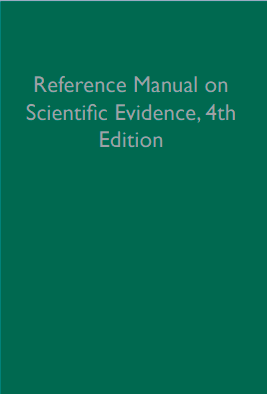 Reference Manual on
Scientific Evidence, 4th
Edition